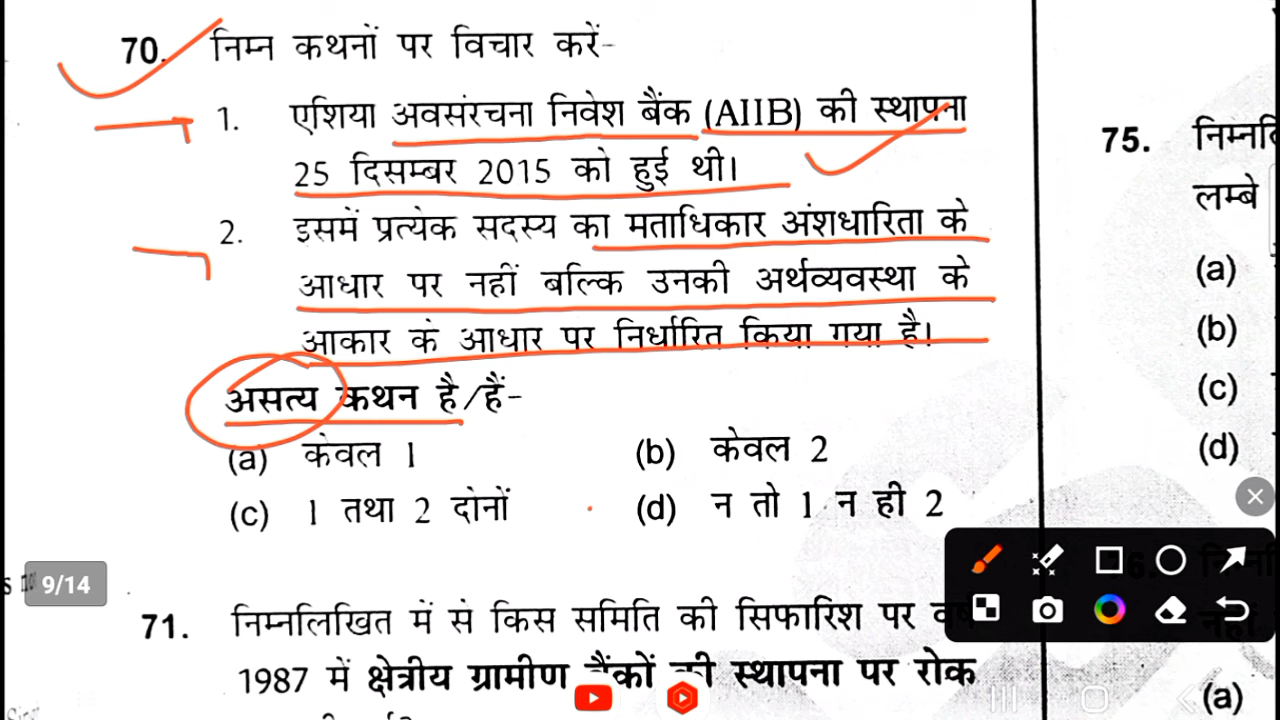 70. निम्न कथनों पर विचार करें-
1. एशिया अवसंरचना निवेश बैंक (AIIB) की स्थापना
25 दिसम्बर 2015 को हुई थी।
2. इसमें प्रत्येक सदस्य का मताधिकार अंशधारिता के
आधार पर नहीं बल्कि उनकी अर्थव्यवस्था के
आकार के आधार पर निर्धारित किया गया है।
असत्य कथन है/हैं-
(a) केवल 1 (b) केवल 2
(c) 1 तथा 2 दोनों (d) न तो 1 न ही 2
9/14
71. निम्नलिखित में से किस समिति की सिफारिश पर
1987 में क्षेत्रीय ग्रामीण स्थापना पर रोक
75.
लम्बे
(a)
(b)
(c)
(d)
(a)